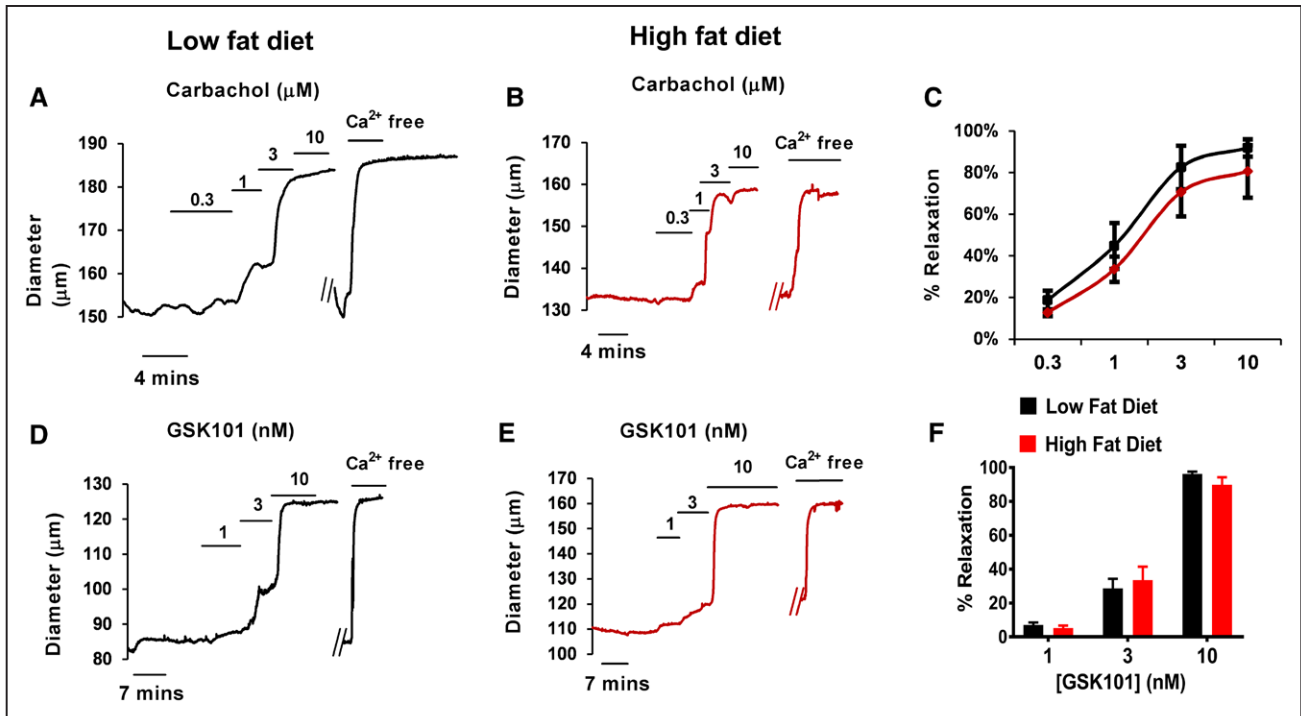 Low fat diet
High fat diet
A
Carbachol (μM)
Diameter
(μm)
190
180
170
160
150
0.3
1
3
10
Ca2+ free
4 mins
B
Carbachol (μM)
Diameter (μm)
170
160
150
140
130
0.3
1
3
10
Ca2+ free
4 mins
C
% Relaxation
100%
80%
60%
40%
20%
0%
0.3 1 3 10
Low Fat Diet
High Fat Diet
D
GSK101 (nM)
Diameter (μm)
130
120
110
100
90
80
1
3
10
Ca2+ free
7 mins
E
GSK101 (nM)
Diameter (μm)
170
160
150
140
130
120
110
100
1
3
10
Ca2+ free
7 mins
F
% Relaxation
100
80
60
40
20
0
1 3 10
[GSK101] (nM)